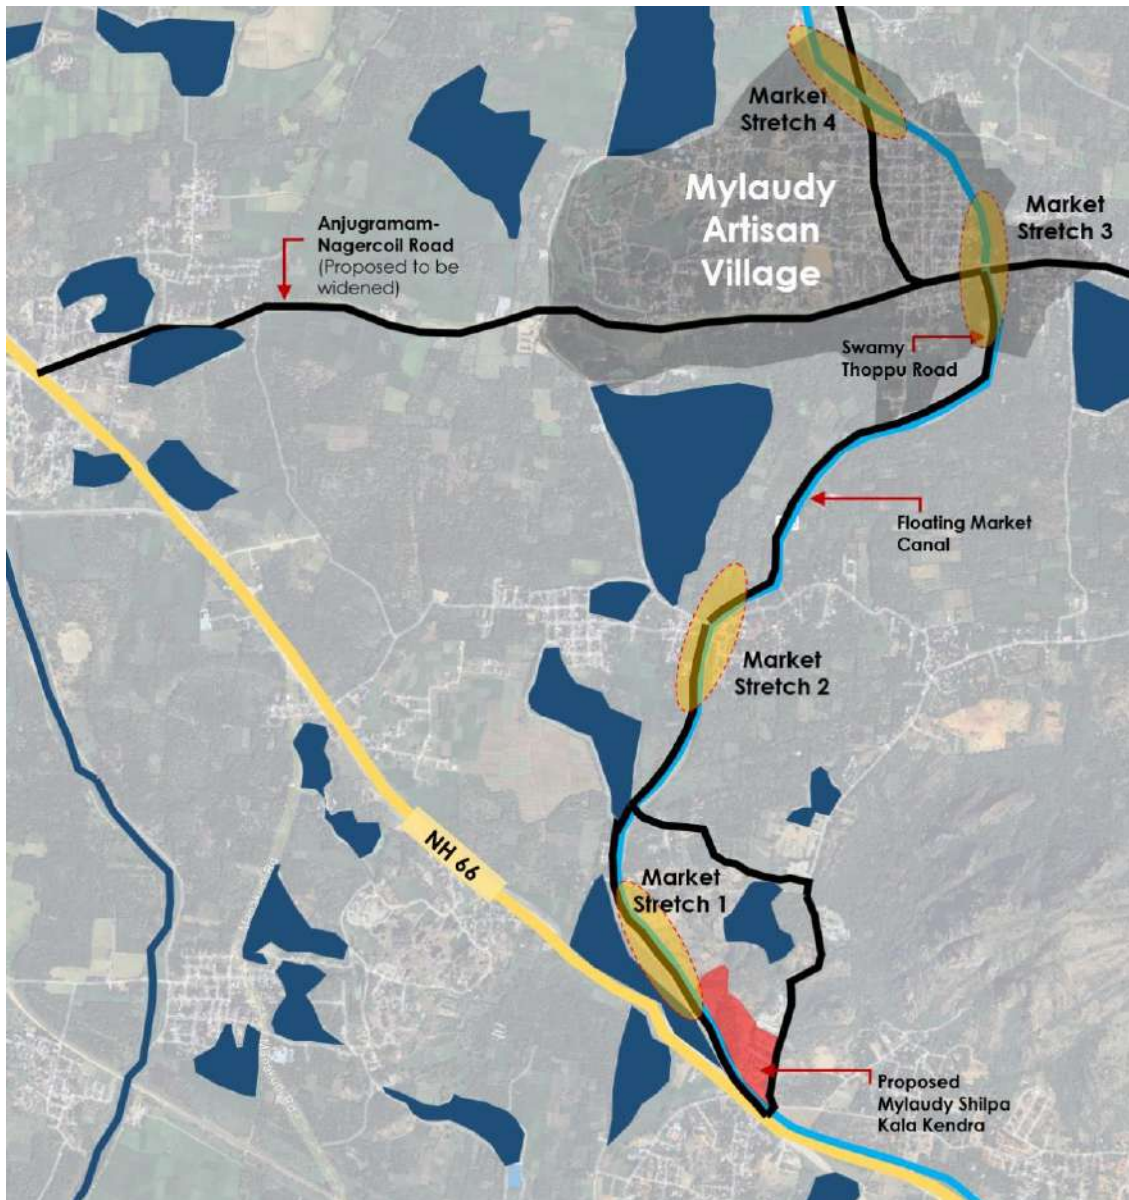 Market
Stretch 4
Mylaudy
Artisan
Village
Market
Stretch 3
Anjugramam-
Nagercoil Road
(Proposed to be
widened)
Swamy
Thoppu Road
Floating Market
Canal
Market
Stretch 2
NH 66
Market
Stretch 1
Proposed
Mylaudy Shilpa
Kala Kendra